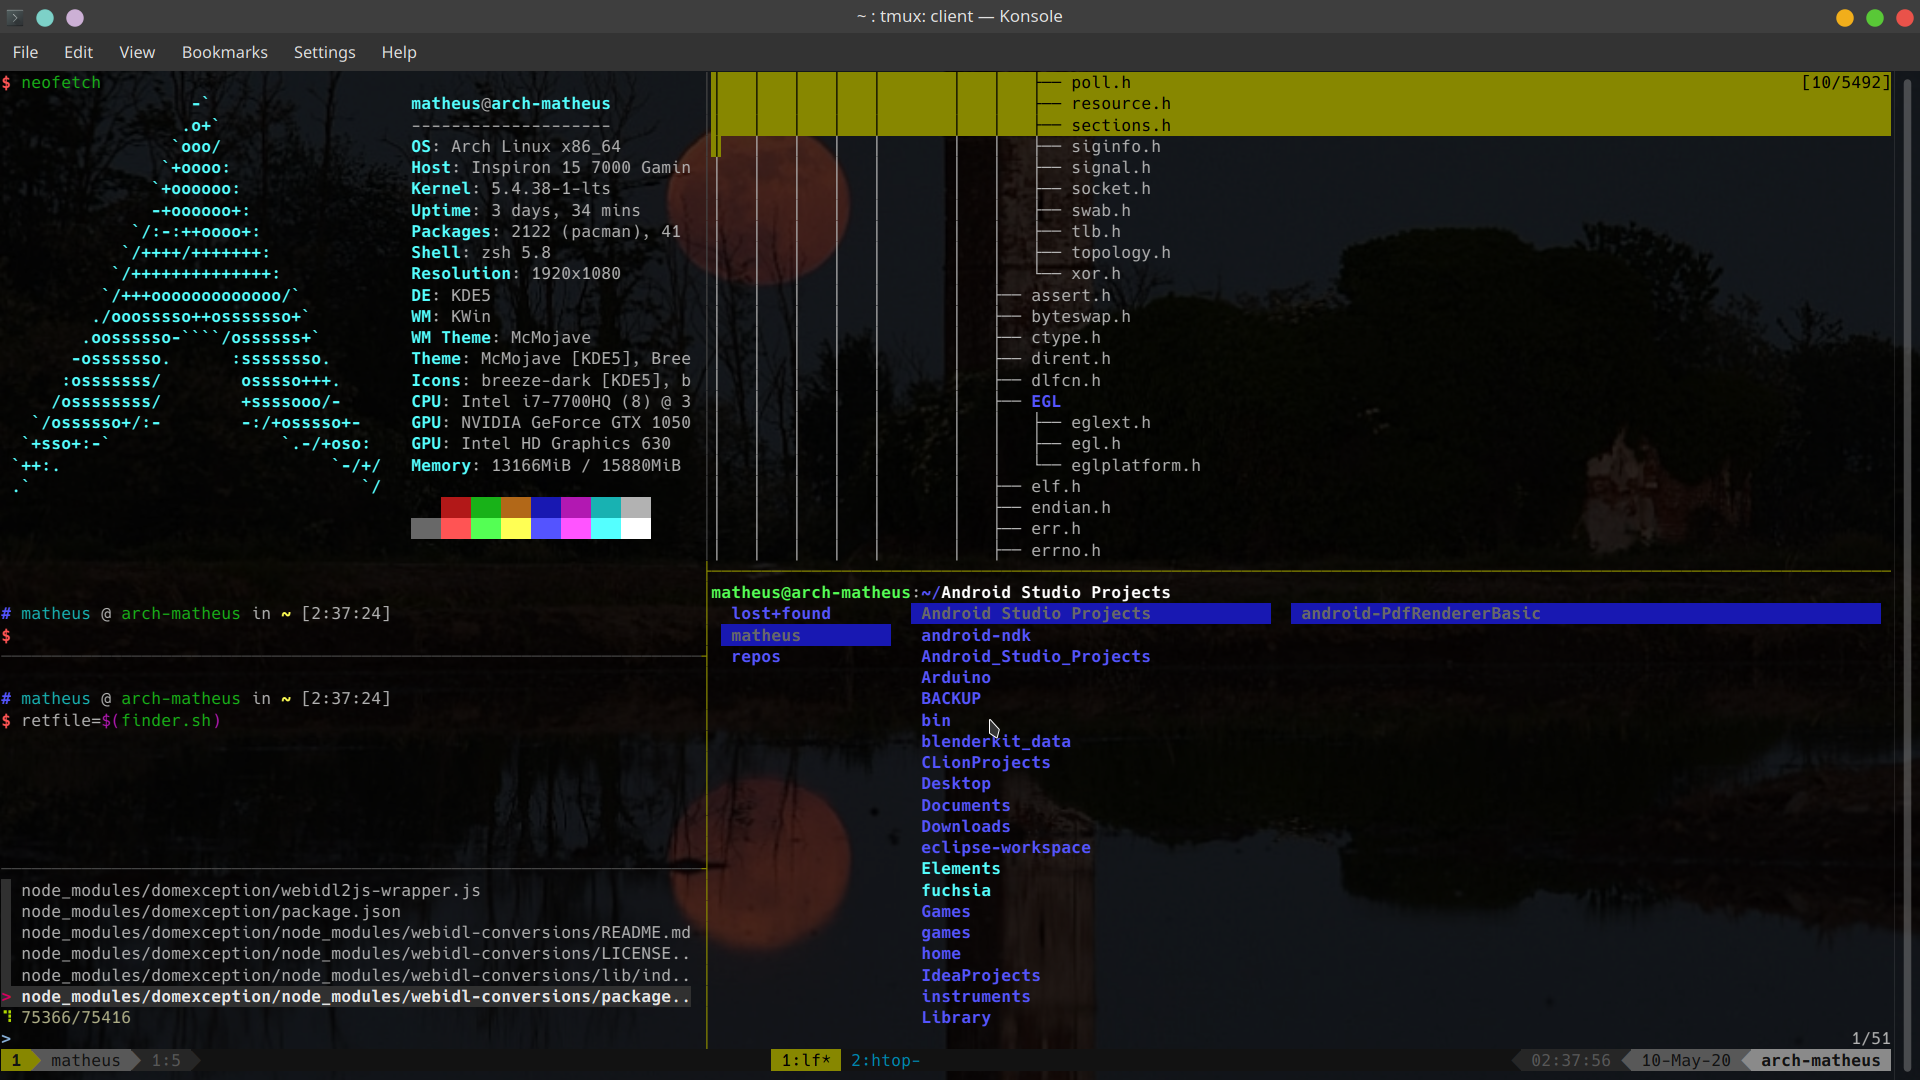 ~ : tmux: client — Konsole
File Edit View Bookmarks Settings Help
$ neofetch
-`
.o+`
`ooo/
`+oooo:
`+oooooo:
-+oooooo+:
`/:-:++oooo+:
`/++++/+++++++:
`/++++++++++++++:
`/+++ooooooooooooo/`
./ooosssso++osssssso+`
.oossssso-````/ossssss+`
-osssssso.      :ssssssso.
:osssssss/        osssso+++.
/ossssssss/        +ssssooo/-
`/ossssso+/:-        -:/+osssso+-
`+sso+:-`                 `.-/+oso:
`++:.                           `-/+/
.`                                 `/
matheus@arch-matheus
--------------------
OS: Arch Linux x86_64
Host: Inspiron 15 7000 Gamin
Kernel: 5.4.38-1-lts
Uptime: 3 days, 34 mins
Packages: 2122 (pacman), 41
Shell: zsh 5.8
Resolution: 1920x1080
DE: KDE5
WM: KWin
WM Theme: McMojave
Theme: McMojave [KDE5], Bree
Icons: breeze-dark [KDE5], b
CPU: Intel i7-7700HQ (8) @ 3
GPU: NVIDIA GeForce GTX 1050
GPU: Intel HD Graphics 630
Memory: 13166MiB / 15880MiB
# matheus @ arch-matheus in ~ [2:37:24]
$
# matheus @ arch-matheus in ~ [2:37:24]
$ retfile=$(finder.sh)
node_modules/domexception/webidl2js-wrapper.js
node_modules/domexception/package.json
node_modules/domexception/node_modules/webidl-conversions/README.md
node_modules/domexception/node_modules/webidl-conversions/LICENSE..
node_modules/domexception/node_modules/webidl-conversions/lib/ind..
> node_modules/domexception/node_modules/webidl-conversions/package..
75366/75416
>
├── poll.h [10/5492]
├── resource.h
├── sections.h
├── siginfo.h
├── signal.h
├── socket.h
├── swab.h
├── tlb.h
├── topology.h
└── xor.h
├── assert.h
├── byteswap.h
├── ctype.h
├── dirent.h
├── dlfcn.h
├── EGL
├── eglext.h
├── egl.h
└── eglplatform.h
├── elf.h
├── endian.h
├── err.h
├── errno.h
matheus@arch-matheus:~/Android Studio Projects
lost+found Android Studio Projects android-PdfRendererBasic
matheus android-ndk
repos Android_Studio_Projects
Arduino
BACKUP
bin
blenderkit_data
CLionProjects
Desktop
Documents
Downloads
eclipse-workspace
Elements
fuchsia
Games
games
home
IdeaProjects
instruments
Library
1/51
1 matheus 1:5 1:lf* 2:htop- 02:37:56 10-May-20 arch-matheus